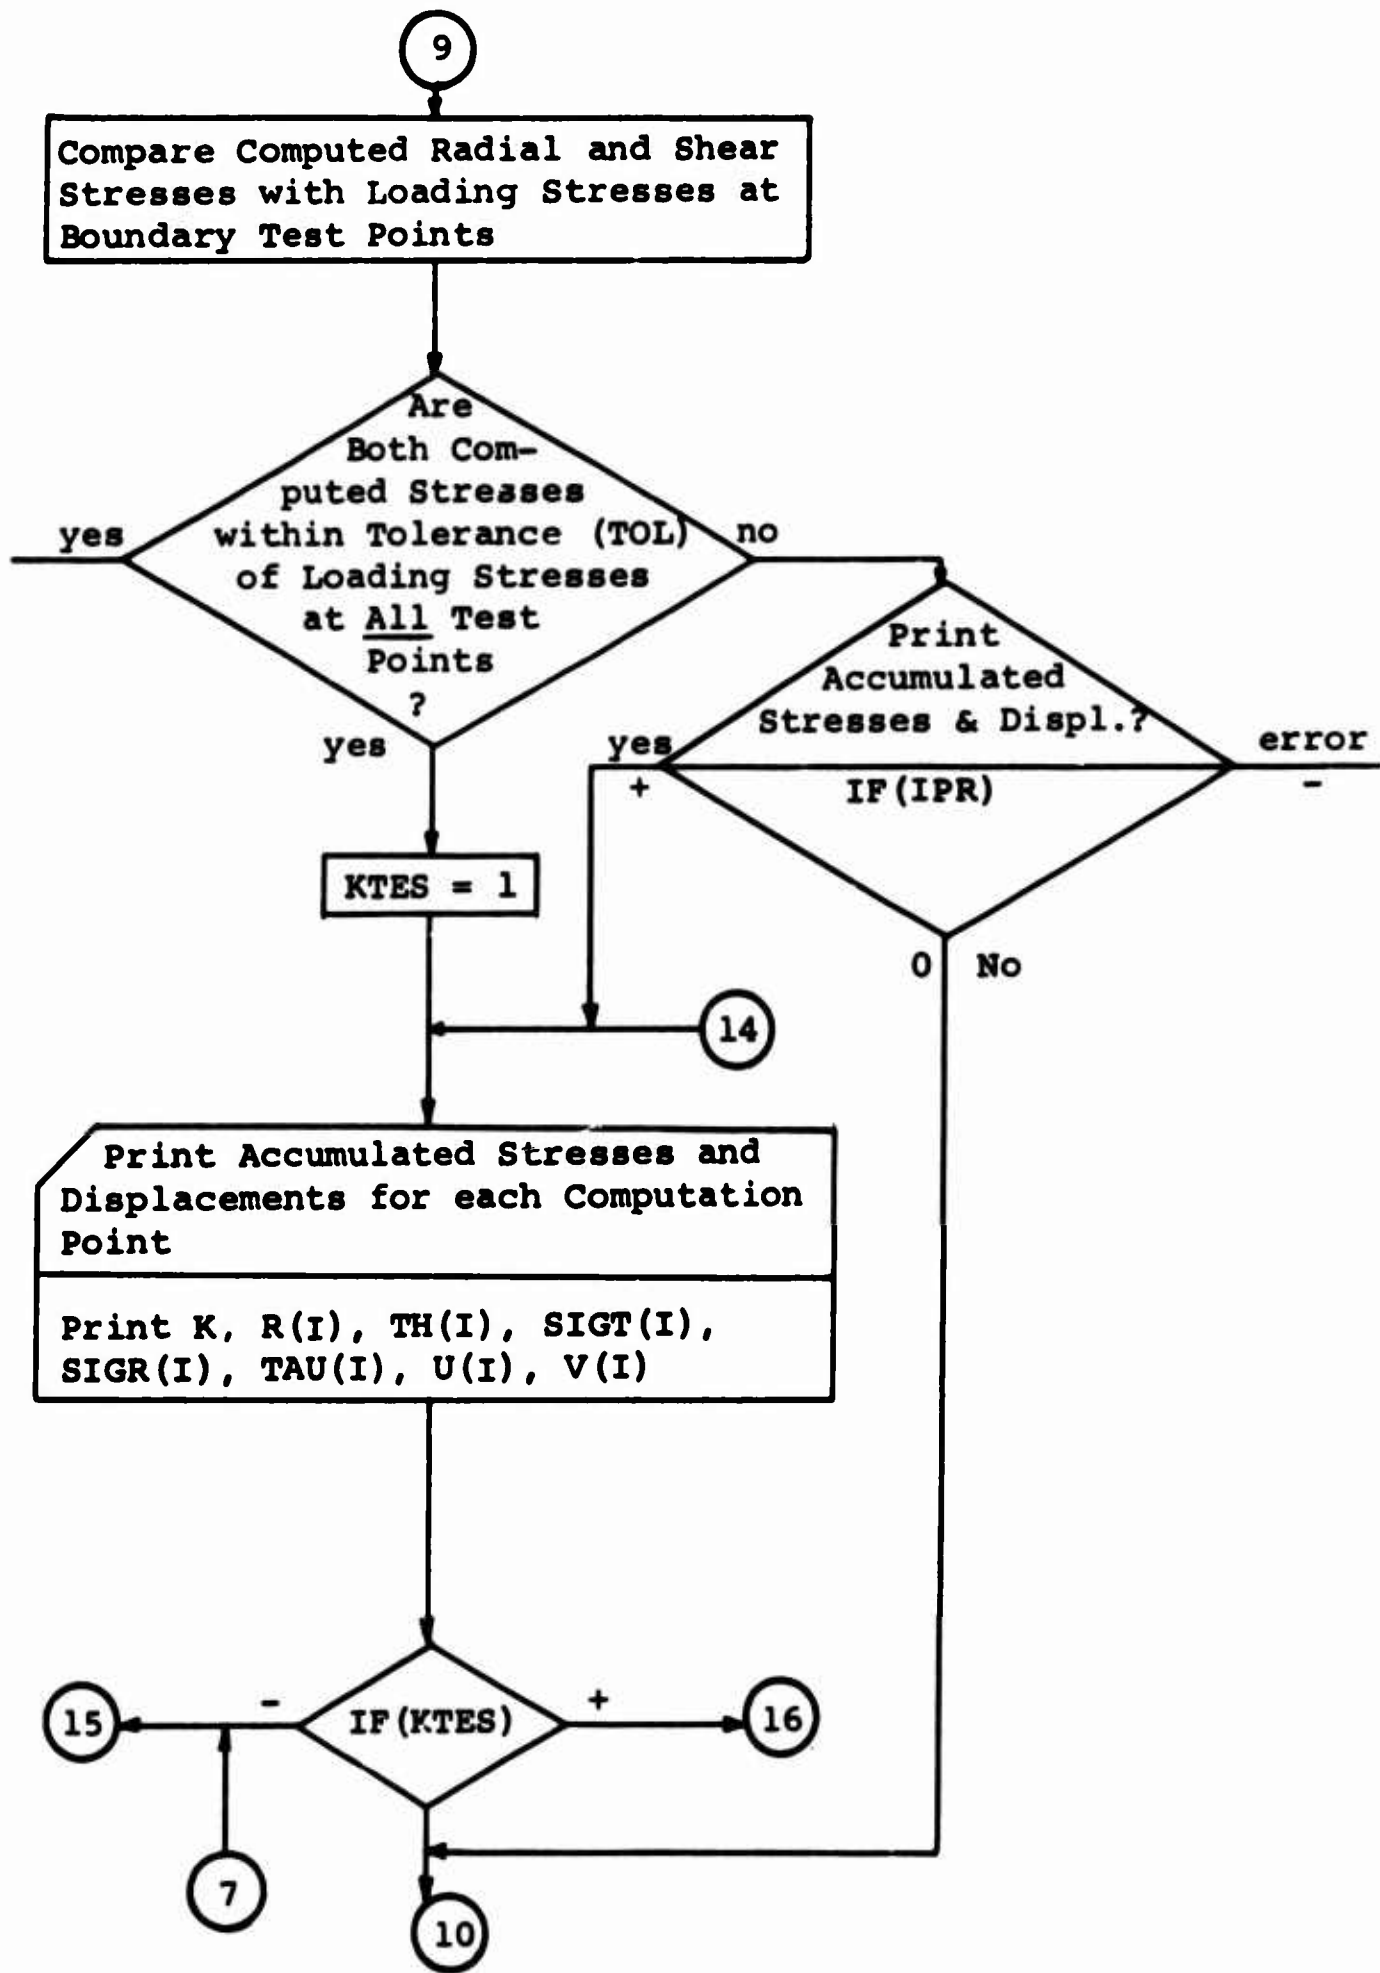 9
Compare Computed Radial and Shear
Stresses with Loading Stresses at
Boundary Test Points
Are
Both Com-
puted Stresses
within Tolerance (TOL)
of Loading Stresses
at All Test
Points
?
yes
no
yes
Print
Accumulated
Stresses & Displ.?
IF(IPR)
yes
+
error
-
0 No
KTES = 1
14
Print Accumulated Stresses and
Displacements for each Computation
Point
Print K, R(I), TH(I), SIGT(I),
SIGR(I), TAU(I), U(I), V(I)
15
-
IF(KTES)
+
16
7
10